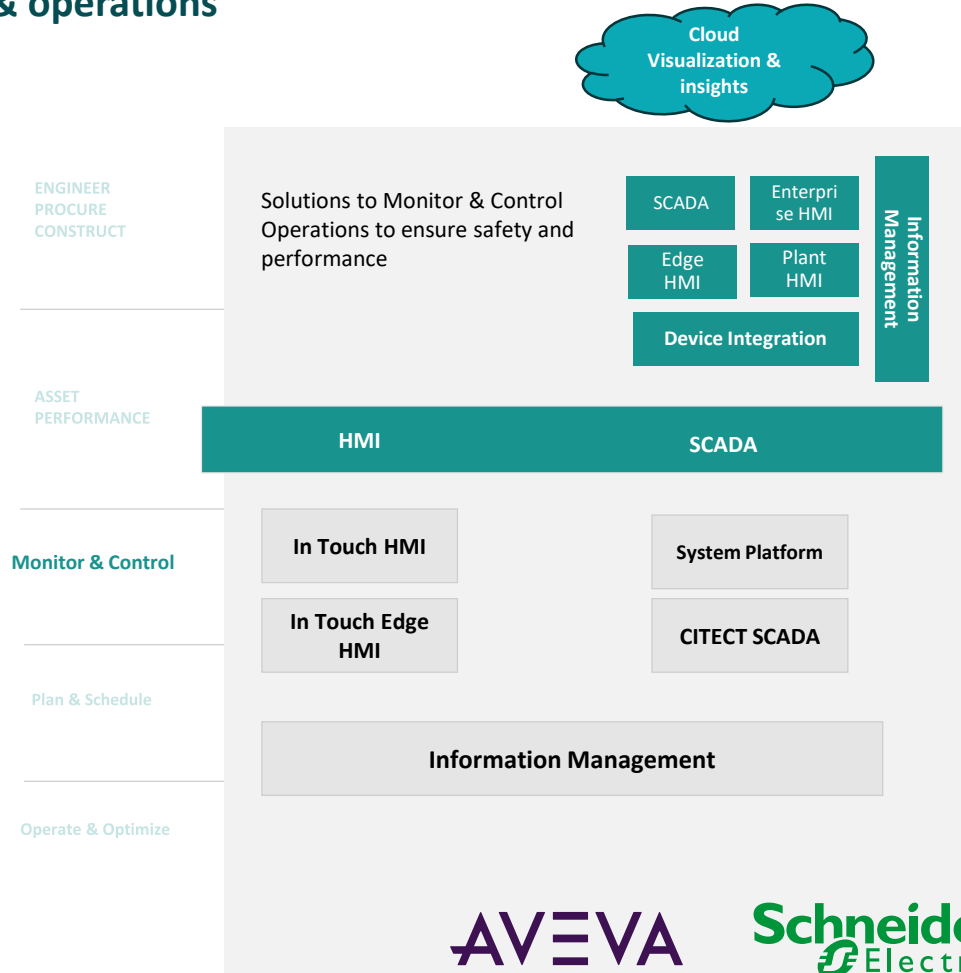 & operations
Cloud
Visualization &
insights
ENGINEER
PROCURE
CONSTRUCT
Solutions to Monitor & Control
Operations to ensure safety and
performance
SCADA
Enterpri
se HMI
Edge
HMI
Plant
HMI
Device Integration
Information
Management
ASSET
PERFORMANCE
HMI
SCADA
Monitor & Control
In Touch HMI
System Platform
In Touch Edge
HMI
CITECT SCADA
Plan & Schedule
Information Management
Operate & Optimize
AVEVA